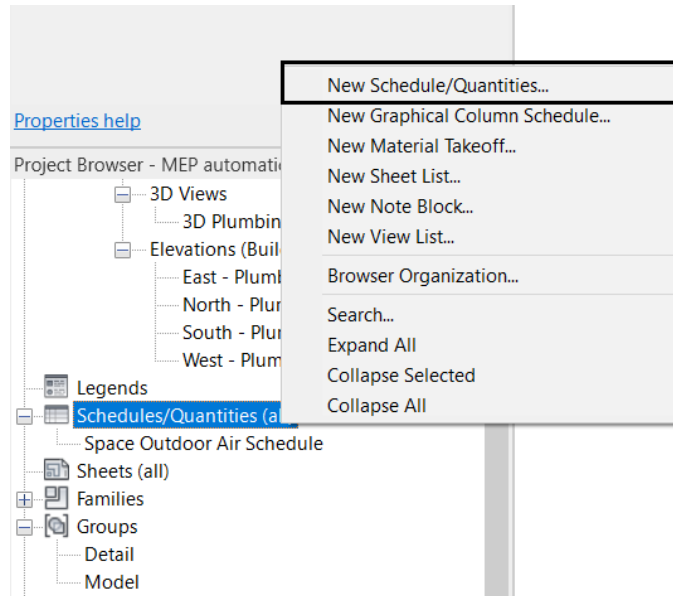 New Schedule/Quantities...
New Graphical Column Schedule...
New Material Takeoff...
New Sheet List...
New Note Block...
New View List...
Browser Organization...
Search...
Expand All
Collapse Selected
Collapse All
Properties help
Project Browser - MEP automati
3D Views
3D Plumbin
Elevations (Buil
East - Plum
North - Plu
South - Plu
West - Plum
Legends
Schedules/Quantities (al
Space Outdoor Air Schedule
Sheets (all)
Families
Groups
Detail
Model